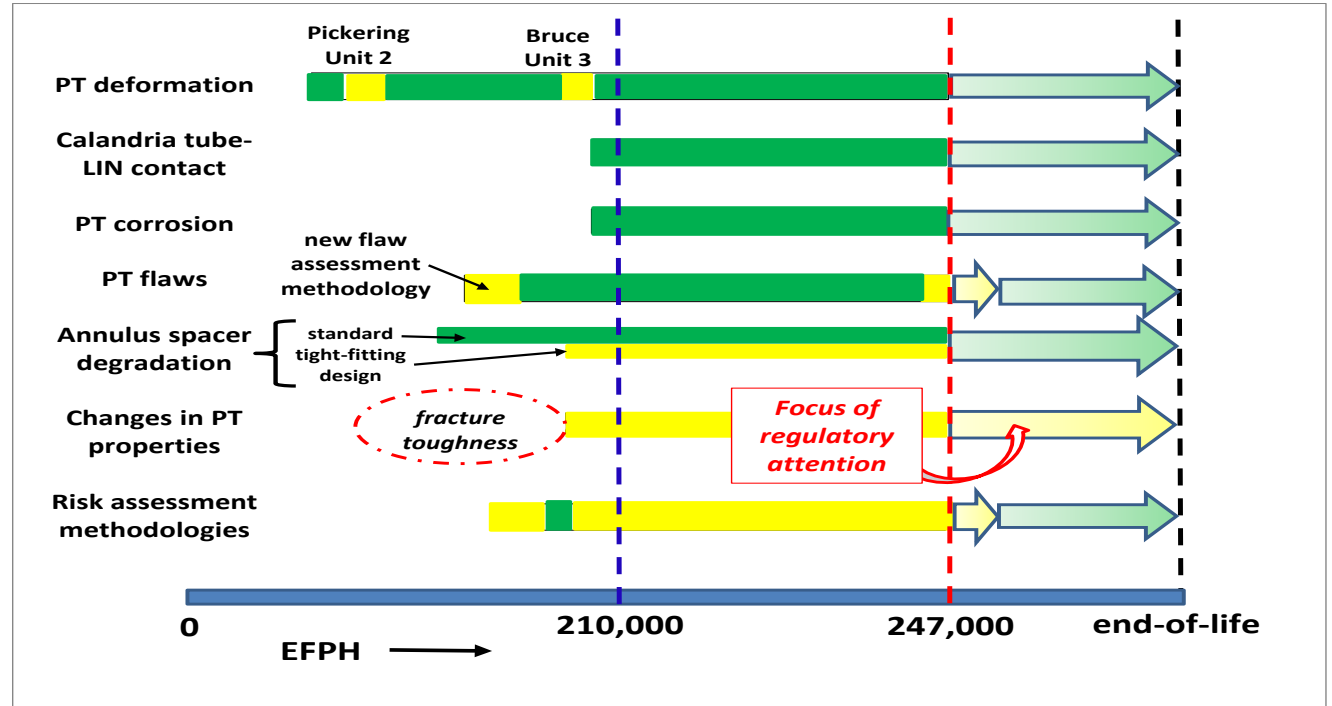 Pickering
Unit 2
Bruce
Unit 3
PT deformation
Calandria tube-
LIN contact
PT corrosion
new flaw
assessment
methodology
PT flaws
Annulus spacer
degradation
standard
tight-fitting
design
Changes in PT
properties
fracture
toughness
Focus of
regulatory
attention
Risk assessment
methodologies
0
210,000
247,000
end-of-life
EFPH